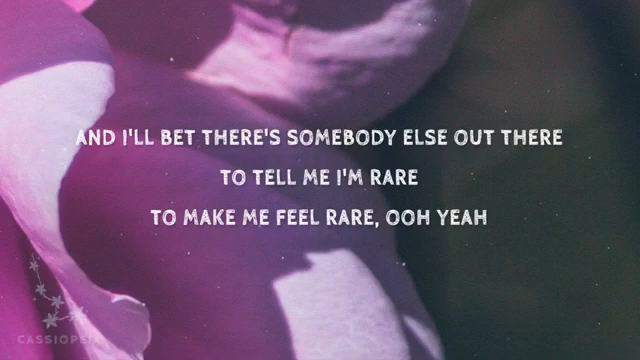 AND I'LL BET THERE'S SOMEBODY ELSE OUT THERE
TO TELL ME I'M RARE
TO MAKE ME FEEL RARE, OOH YEAH
CASSIOPEIA